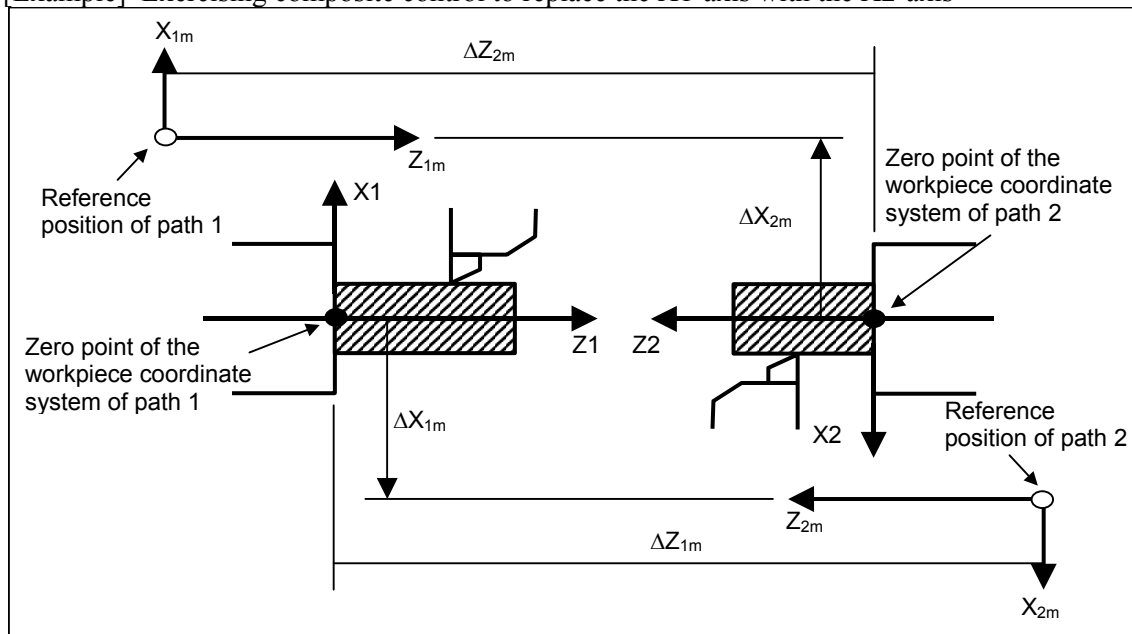 [Example] Exercising composite control to replace the X1 axis with the X2 axis
X1m
ΔZ2m
Z1m
Reference
position of path 1
X1
ΔX2m
Zero point of the
workpiece coordinate
system of path 2
Z1
Z2
Zero point of the
workpiece coordinate
system of path 1
ΔX1m
X2
Reference
position of path 2
Z2m
ΔZ1m
X2m